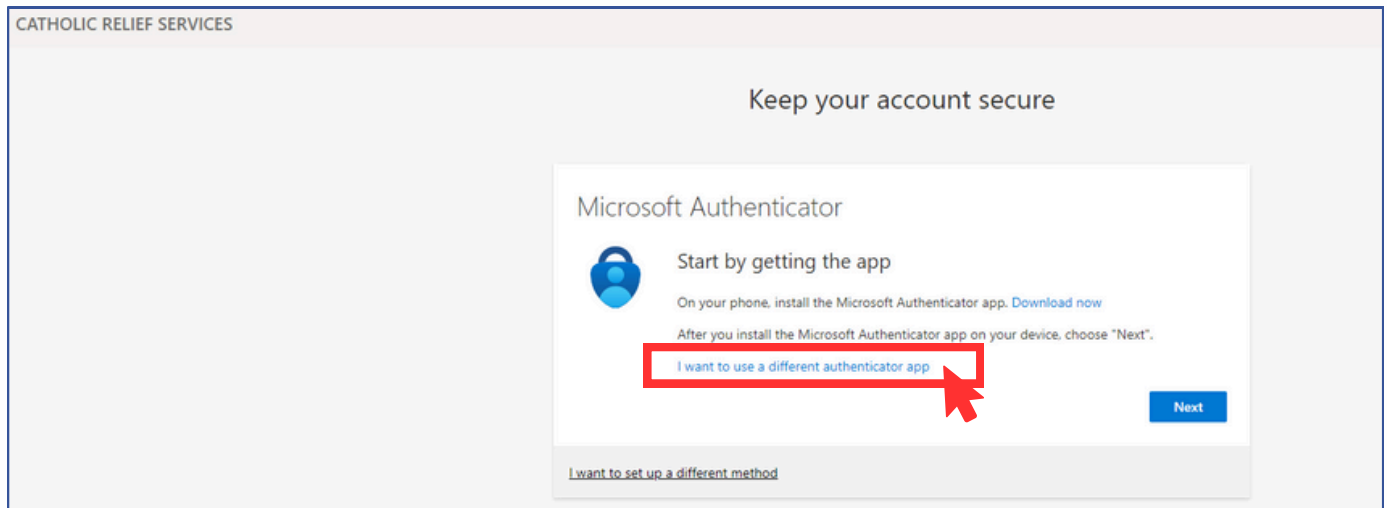 CATHOLIC RELIEF SERVICES
Keep your account secure
Microsoft Authenticator
Start by getting the app
On your phone, install the Microsoft Authenticator app. Download now
After you install the Microsoft Authenticator app on your device, choose "Next".
I want to use a different authenticator app
Next
I want to set up a different method